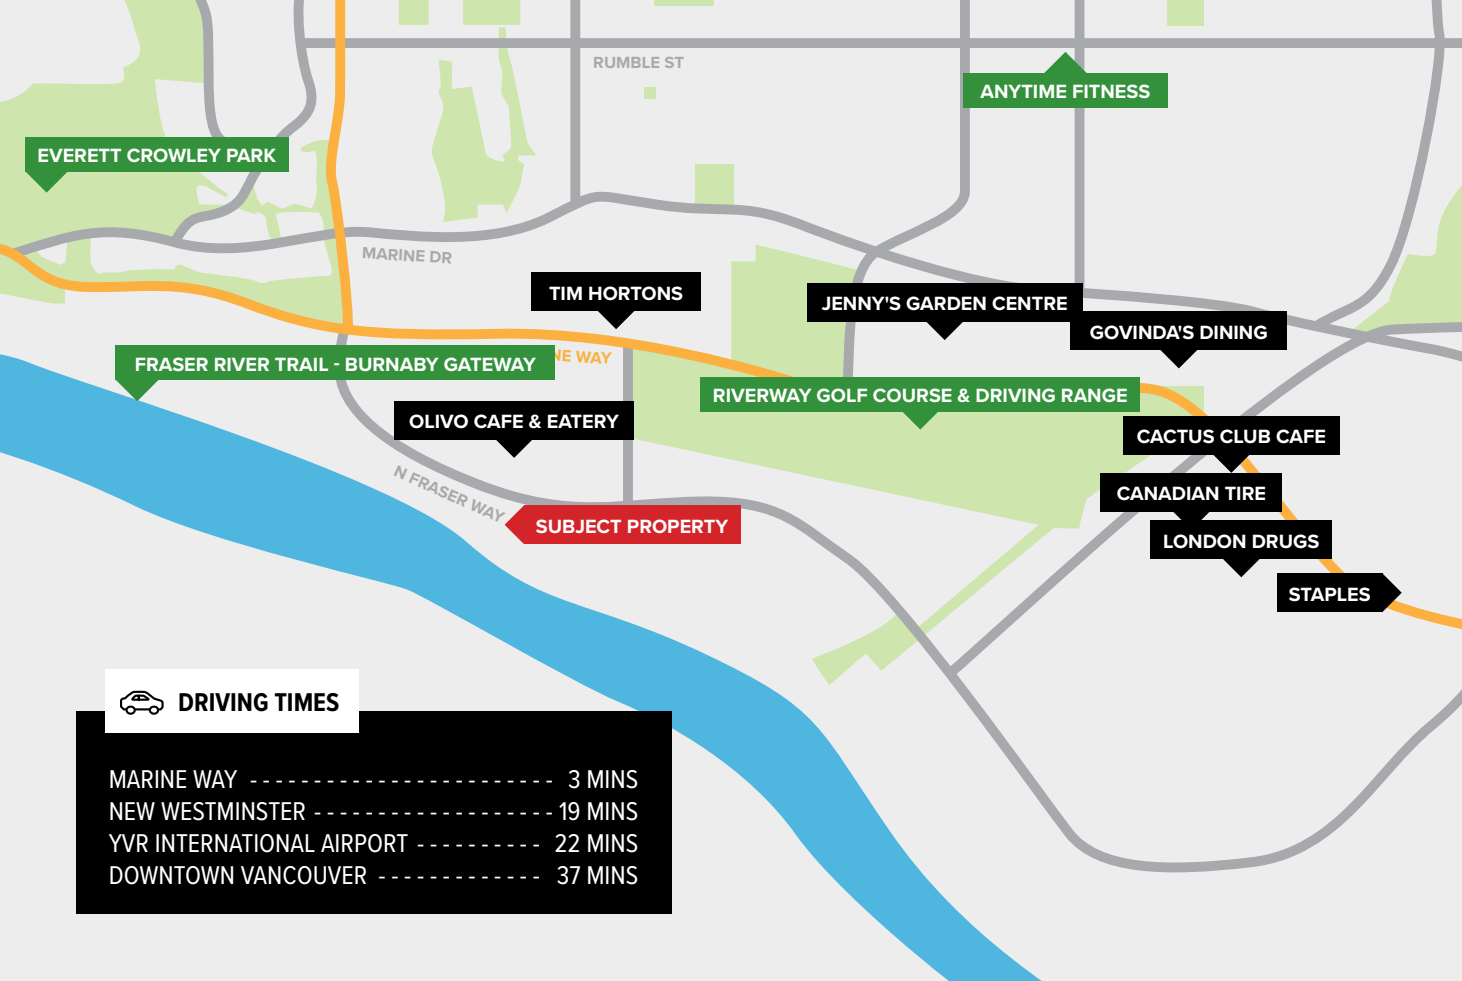 RUMBLE ST
ANYTIME FITNESS
EVERETT CROWLEY PARK
MARINE DR
TIM HORTONS
JENNY'S GARDEN CENTRE
GOVINDA'S DINING
FRASER RIVER TRAIL - BURNABY GATEWAY
NE WAY
RIVERWAY GOLF COURSE & DRIVING RANGE
OLIVO CAFE & EATERY
CACTUS CLUB CAFE
N FRASER WAY
CANADIAN TIRE
SUBJECT PROPERTY
LONDON DRUGS
STAPLES
DRIVING TIMES
MARINE WAY - - - - - - - - - - - - - - - - - - - - - - - - 3 MINS
NEW WESTMINSTER - - - - - - - - - - - - - - - - - - - 19 MINS
YVR INTERNATIONAL AIRPORT - - - - - - - - - - 22 MINS
DOWNTOWN VANCOUVER - - - - - - - - - - - - - 37 MINS